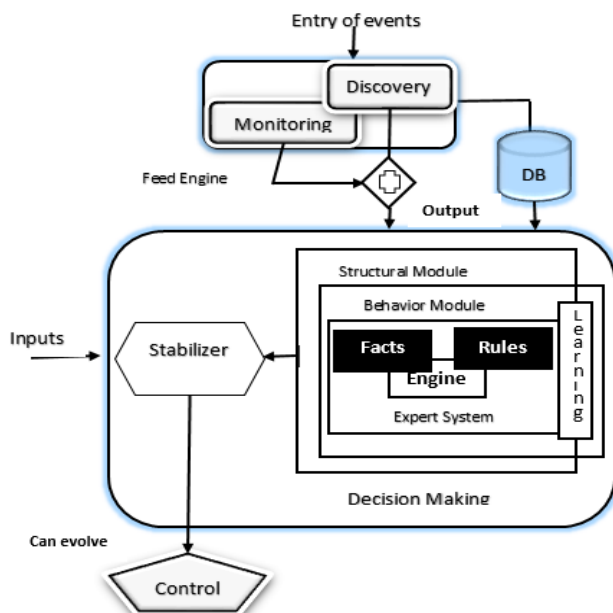 Entry of events
Discovery
Monitoring
Feed Engine
DB
Output
Structural Module
Behavior Module
Inputs
Stabilizer
Facts
Rules
Engine
Learning
Expert System
Decision Making
Can evolve
Control